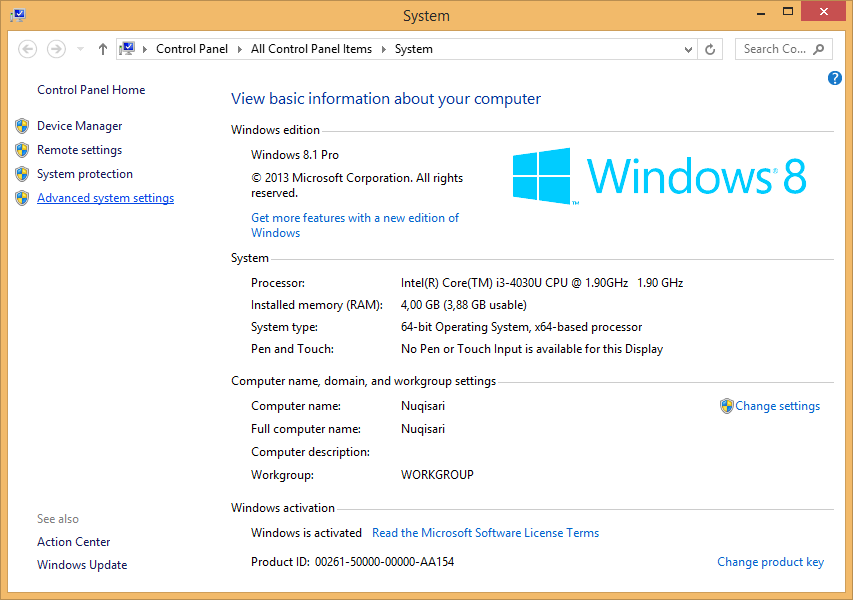 System
Control Panel
All Control Panel Items
System
Search Co...
Control Panel Home
Device Manager
Remote settings
System protection
Advanced system settings
See also
Action Center
Windows Update
View basic information about your computer
Windows edition
Windows 8.1 Pro
© 2013 Microsoft Corporation. All rights
reserved.
Get more features with a new edition of
Windows
Windows® 8
™
System
Processor: Intel(R) Core(TM) i3-4030U CPU @ 1.90GHz 1.90 GHz
Installed memory (RAM): 4,00 GB (3,88 GB usable)
System type: 64-bit Operating System, x64-based processor
Pen and Touch: No Pen or Touch Input is available for this Display
Computer name, domain, and workgroup settings
Computer name: Nuqisari Change settings
Full computer name: Nuqisari
Computer description:
Workgroup: WORKGROUP
Windows activation
Windows is activated Read the Microsoft Software License Terms
Product ID: 00261-50000-00000-AA154 Change product key